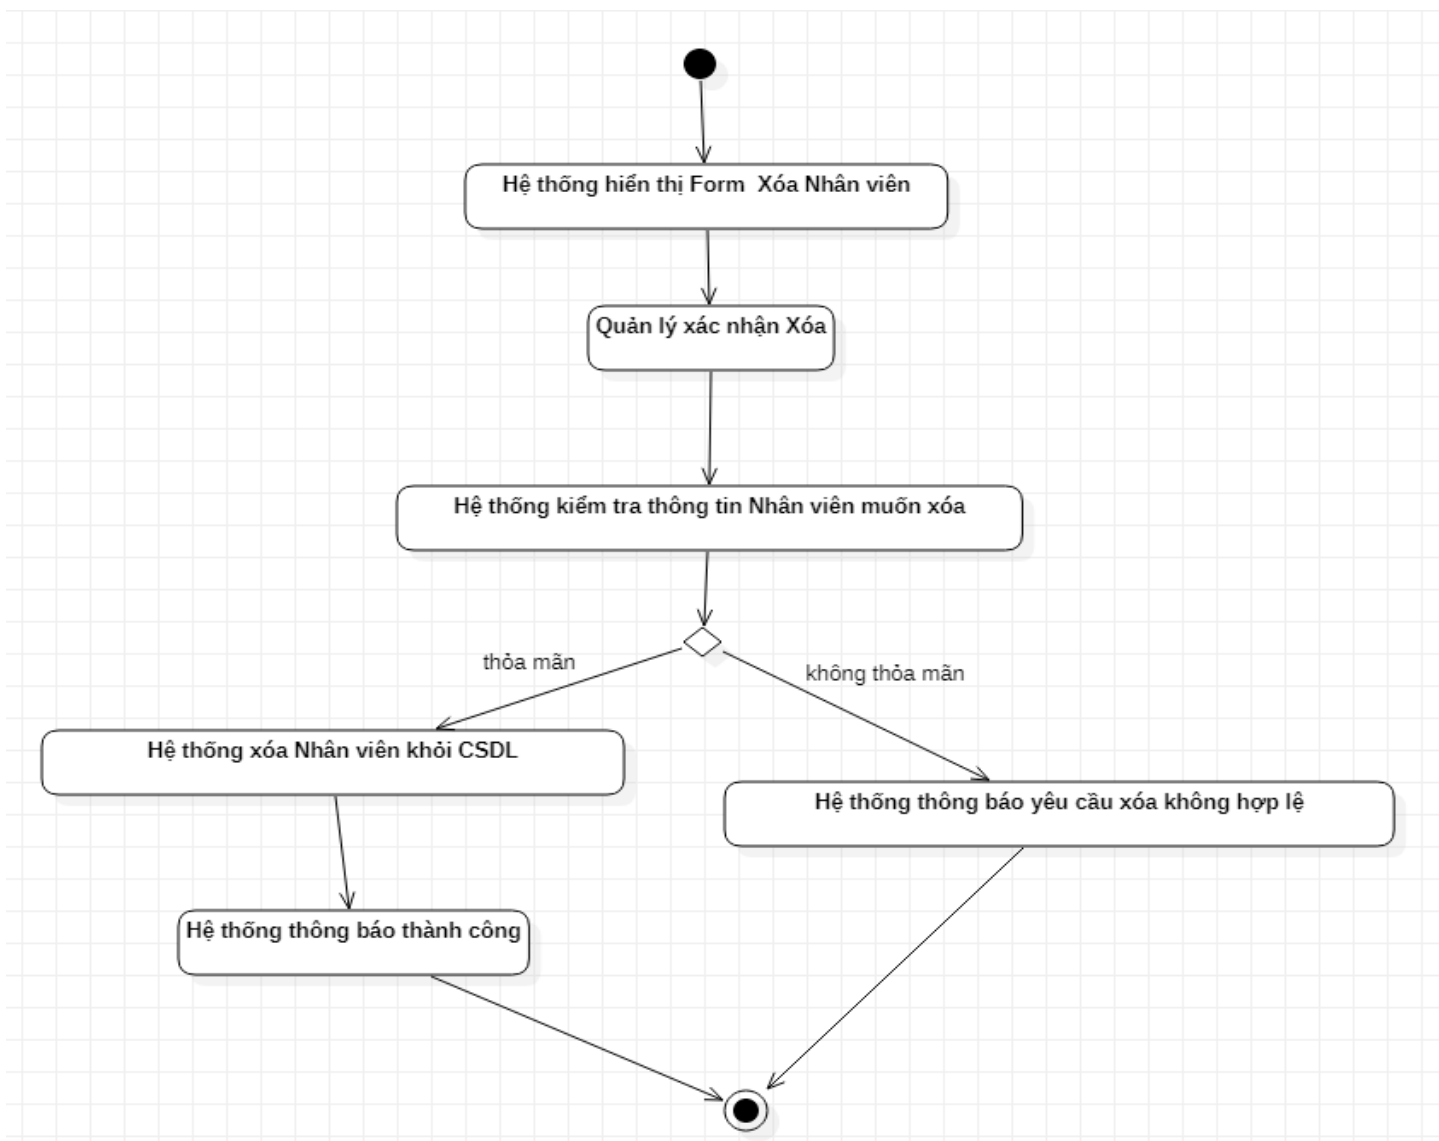 Hệ thống hiển thị Form  Xóa Nhân viên
Quản lý xác nhận Xóa
Hệ thống kiểm tra thông tin Nhân viên muốn xóa
thỏa mãn
không thỏa mãn
Hệ thống xóa Nhân viên khỏi CSDL
Hệ thống thông báo yêu cầu xóa không hợp lệ
Hệ thống thông báo thành công